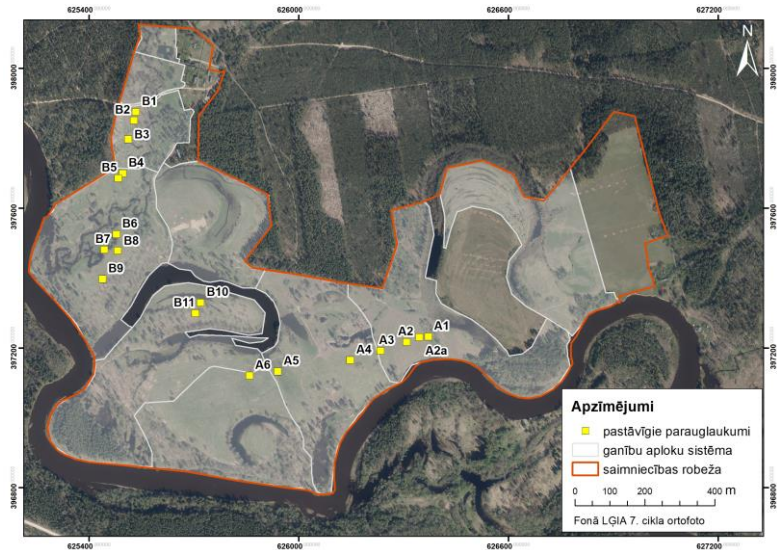 625400 626000 626600 627200
N
398000 398000
B1
B2
B3
B4
B5
397600 397600
B6
B7
B8
B9
B10
B11
397200 397200
A1
A2
A2a
A3
A4
A5
A6
Apzīmējumi
pastāvīgie parauglaukumi
ganību aploku sistēma
saimniecības robeža
0 100 200 400 m
Fonā LĢIA 7. cikla ortofoto
396800 396800
625400 626000 626600 627200